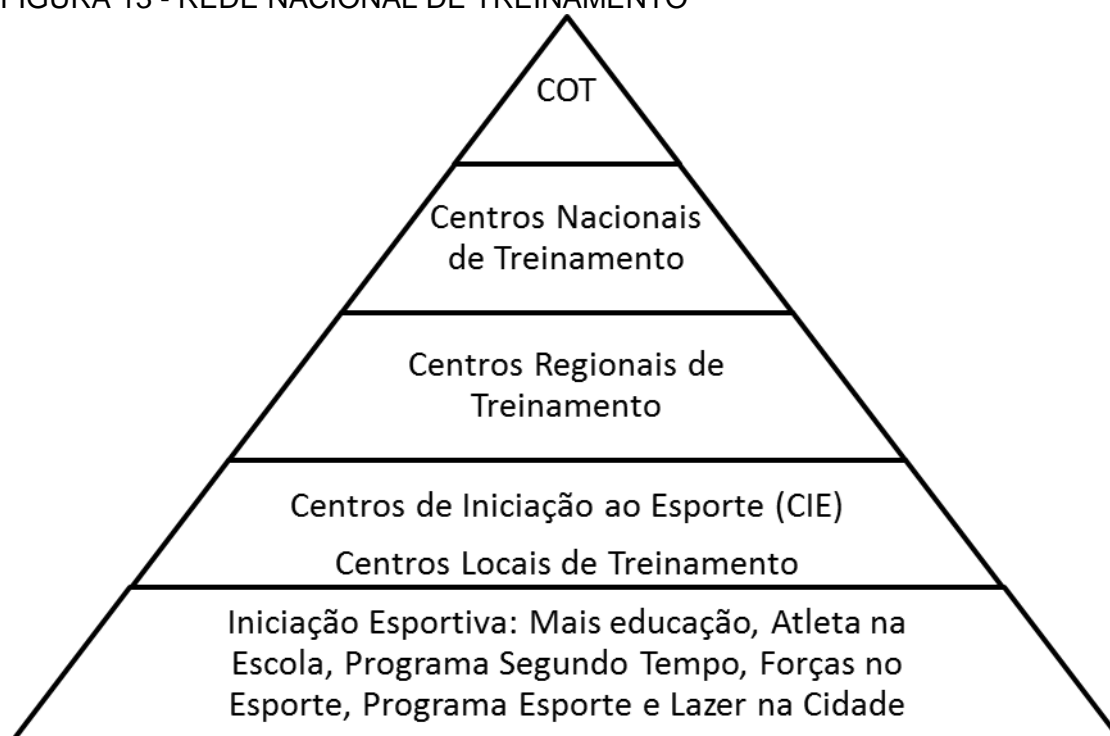 FIGURA 13 - REDE NACIONAL DE TREINAMENTO
COT
Centros Nacionais
de Treinamento
Centros Regionais de
Treinamento
Centros de Iniciação ao Esporte (CIE)
Centros Locais de Treinamento
Iniciação Esportiva: Mais educação, Atleta na
Escola, Programa Segundo Tempo, Forças no
Esporte, Programa Esporte e Lazer na Cidade